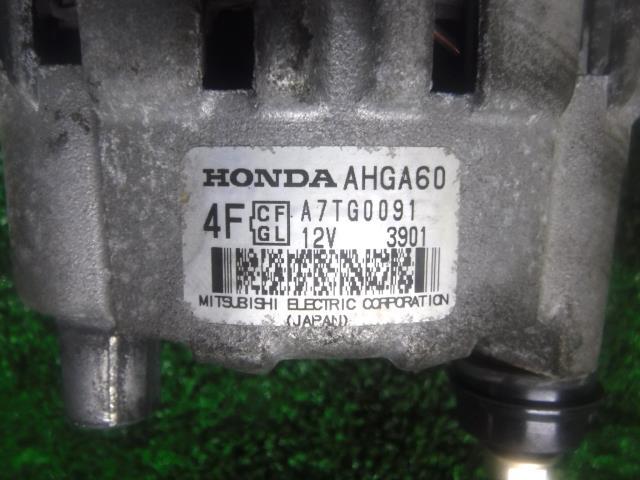 HONDA AHGA60
4F CF GL A7TG0091
12V 3901
MITSUBISHI ELECTRIC CORPORATION
(JAPAN)